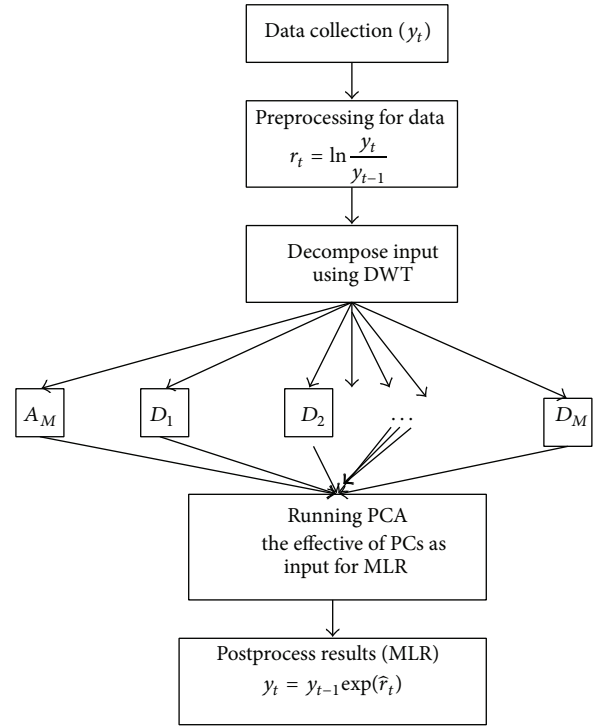 Data collection (y_t)
Preprocessing for data
r_t = ln y_t / y_{t−1}
Decompose input
using DWT
A_M D_1 D_2 ... D_M
Running PCA
the effective of PCs as
input for MLR
Postprocess results (MLR)
y_t = y_{t−1} exp(r̂_t)